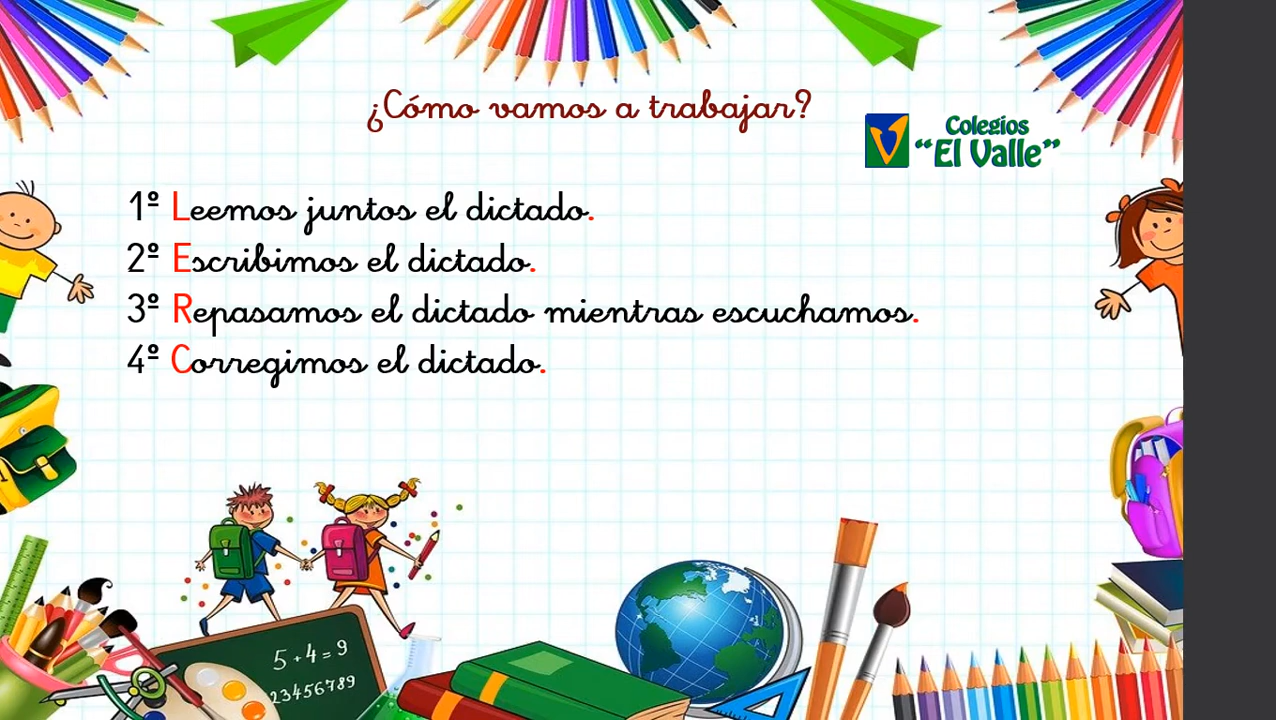 ¿Cómo vamos a trabajar?
Colegios
“El Valle”
1º Leemos juntos el dictado.
2º Escribimos el dictado.
3º Repasamos el dictado mientras escuchamos.
4º Corregimos el dictado.
5+4=9
23456789